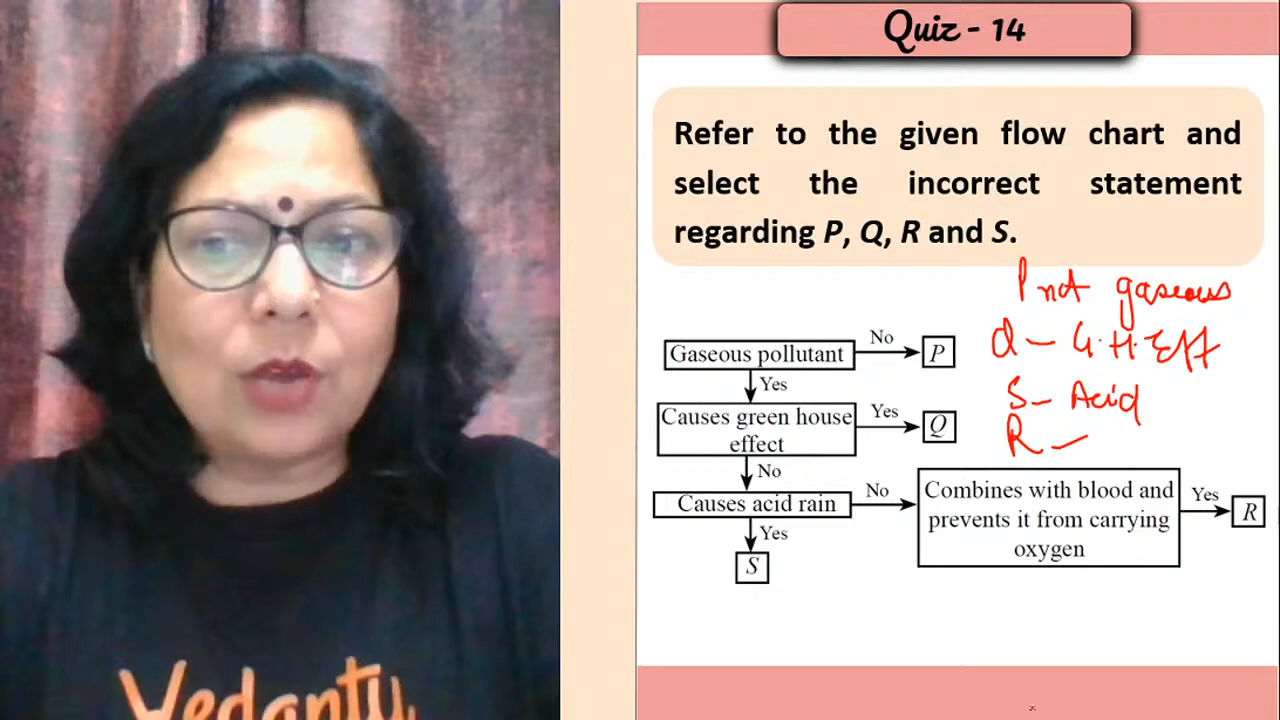 Quiz - 14
Refer to the given flow chart and
select the incorrect statement
regarding P, Q, R and S.
P not gaseous
Q - G.H. Eff
S - Acid
R -
Gaseous pollutant
No
P
Yes
Causes green house
effect
Yes
Q
No
Causes acid rain
No
Combines with blood and
prevents it from carrying
oxygen
Yes
R
Yes
S
Vedantu